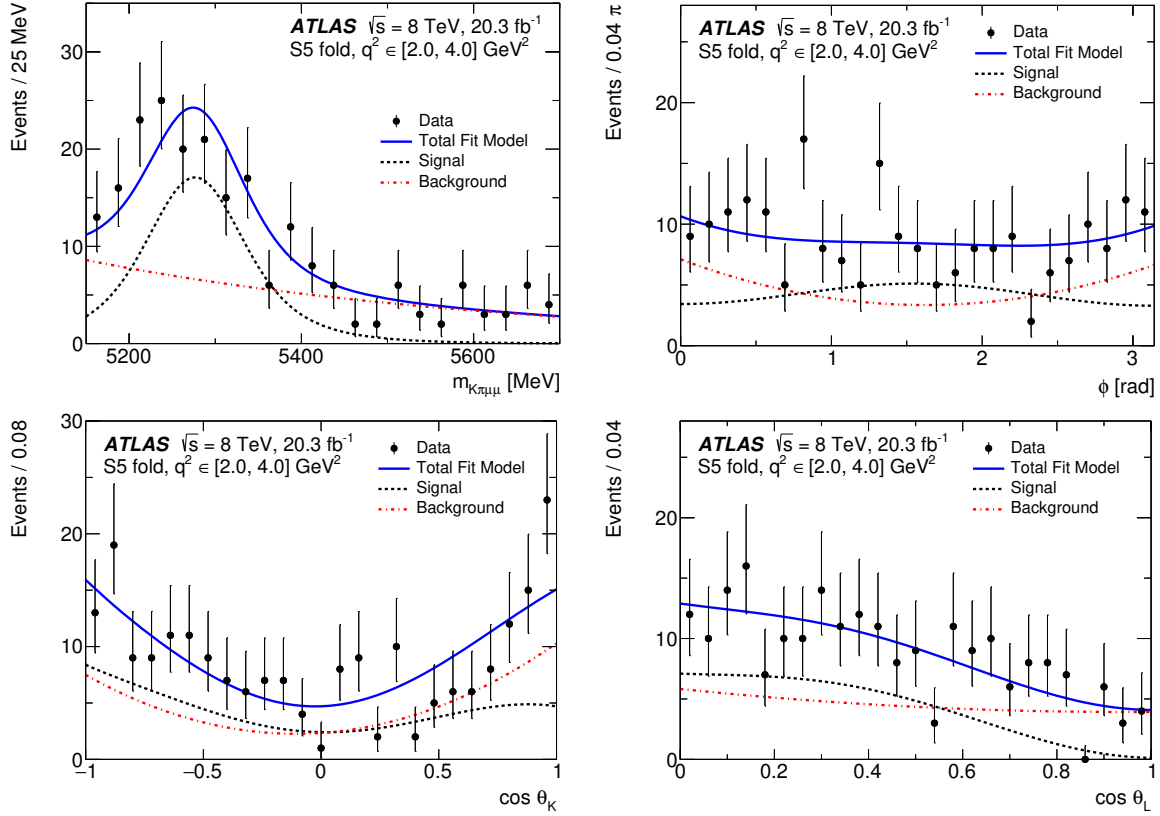 ATLAS √s = 8 TeV, 20.3 fb-1
S5 fold, q2 ∈ [2.0, 4.0] GeV2
Data
Total Fit Model
Signal
Background
Events / 25 MeV
30
20
10
0
5200 5400 5600
mKπμμ [MeV]
ATLAS √s = 8 TeV, 20.3 fb-1
S5 fold, q2 ∈ [2.0, 4.0] GeV2
Data
Total Fit Model
Signal
Background
Events / 0.04 π
20
10
0
0 1 2 3
ϕ [rad]
ATLAS √s = 8 TeV, 20.3 fb-1
S5 fold, q2 ∈ [2.0, 4.0] GeV2
Data
Total Fit Model
Signal
Background
Events / 0.08
30
20
10
0
−1 −0.5 0 0.5 1
cos θK
ATLAS √s = 8 TeV, 20.3 fb-1
S5 fold, q2 ∈ [2.0, 4.0] GeV2
Data
Total Fit Model
Signal
Background
Events / 0.04
20
10
0
0 0.2 0.4 0.6 0.8 1
cos θL